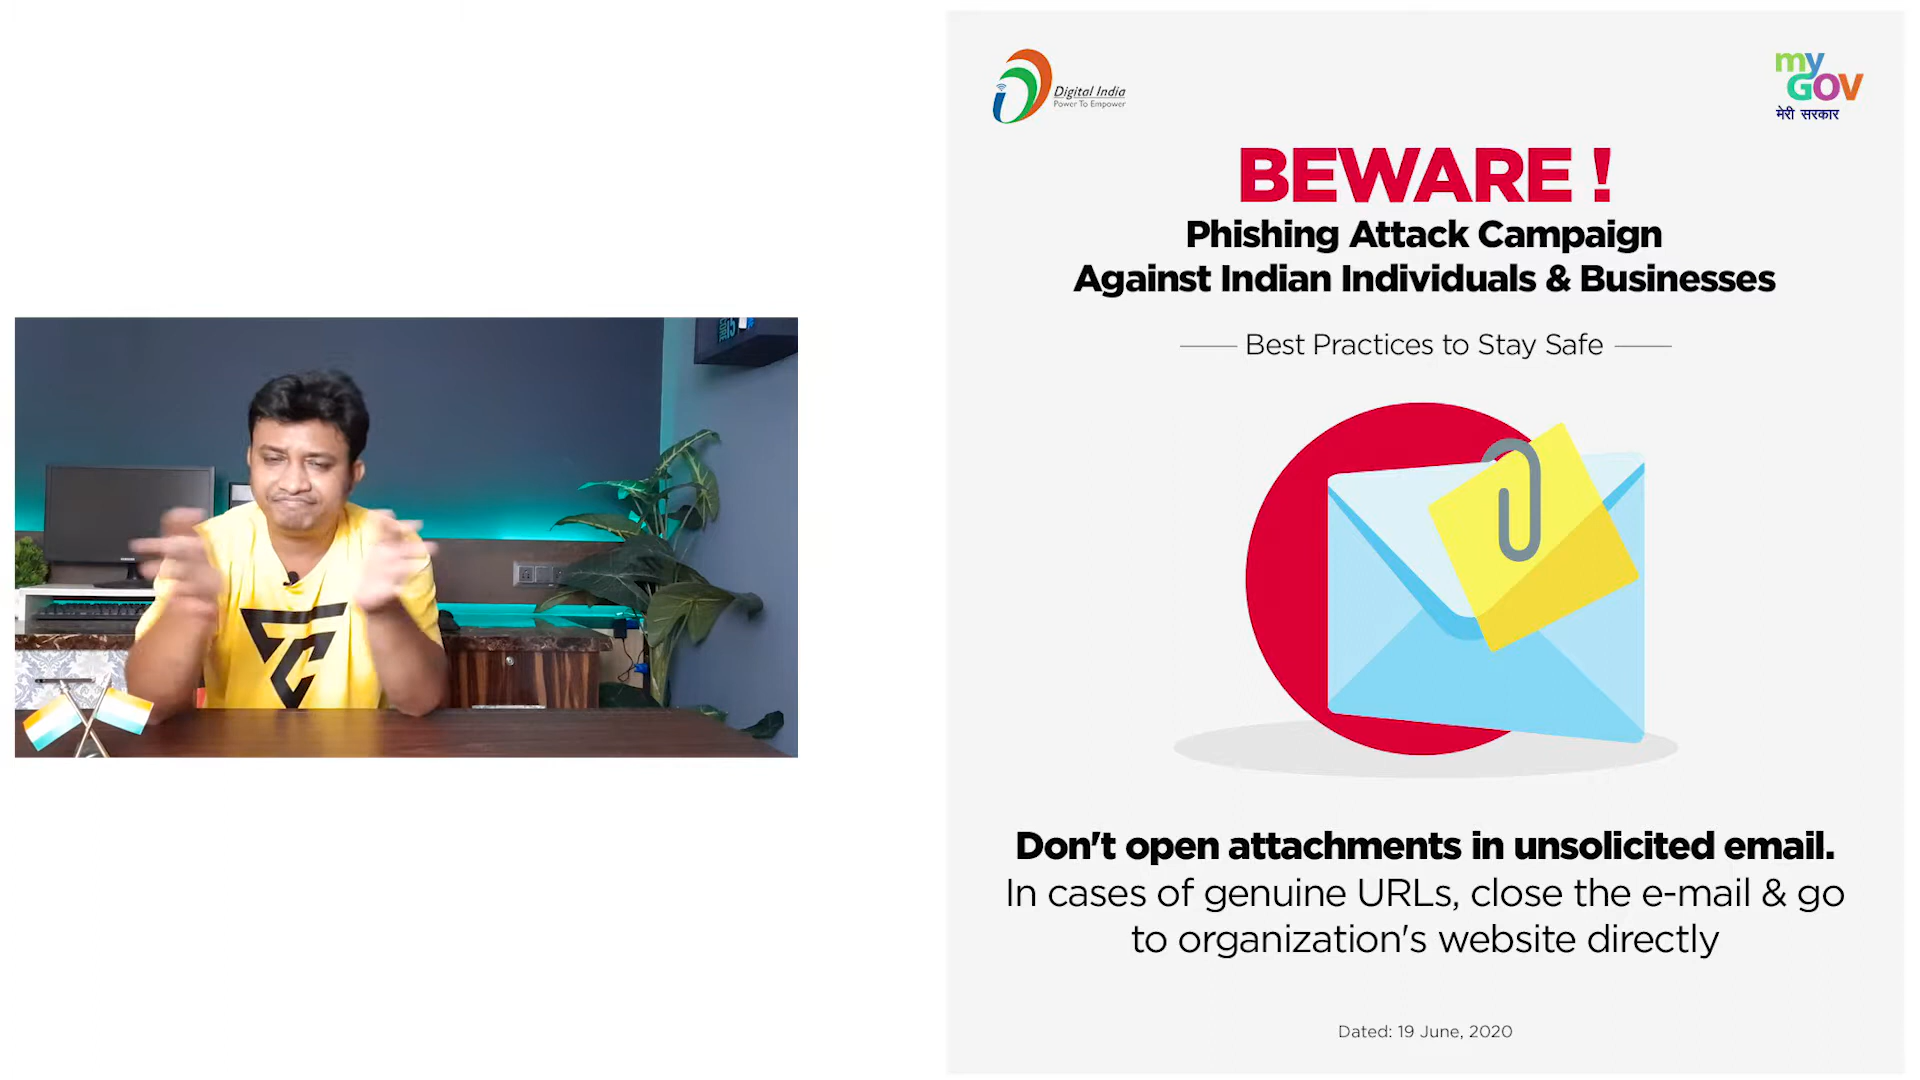 Digital India
Power To Empower
my
GOV
मेरी सरकार
BEWARE !
Phishing Attack Campaign
Against Indian Individuals & Businesses
Best Practices to Stay Safe
Don't open attachments in unsolicited email.
In cases of genuine URLs, close the e-mail & go
to organization's website directly
Dated: 19 June, 2020